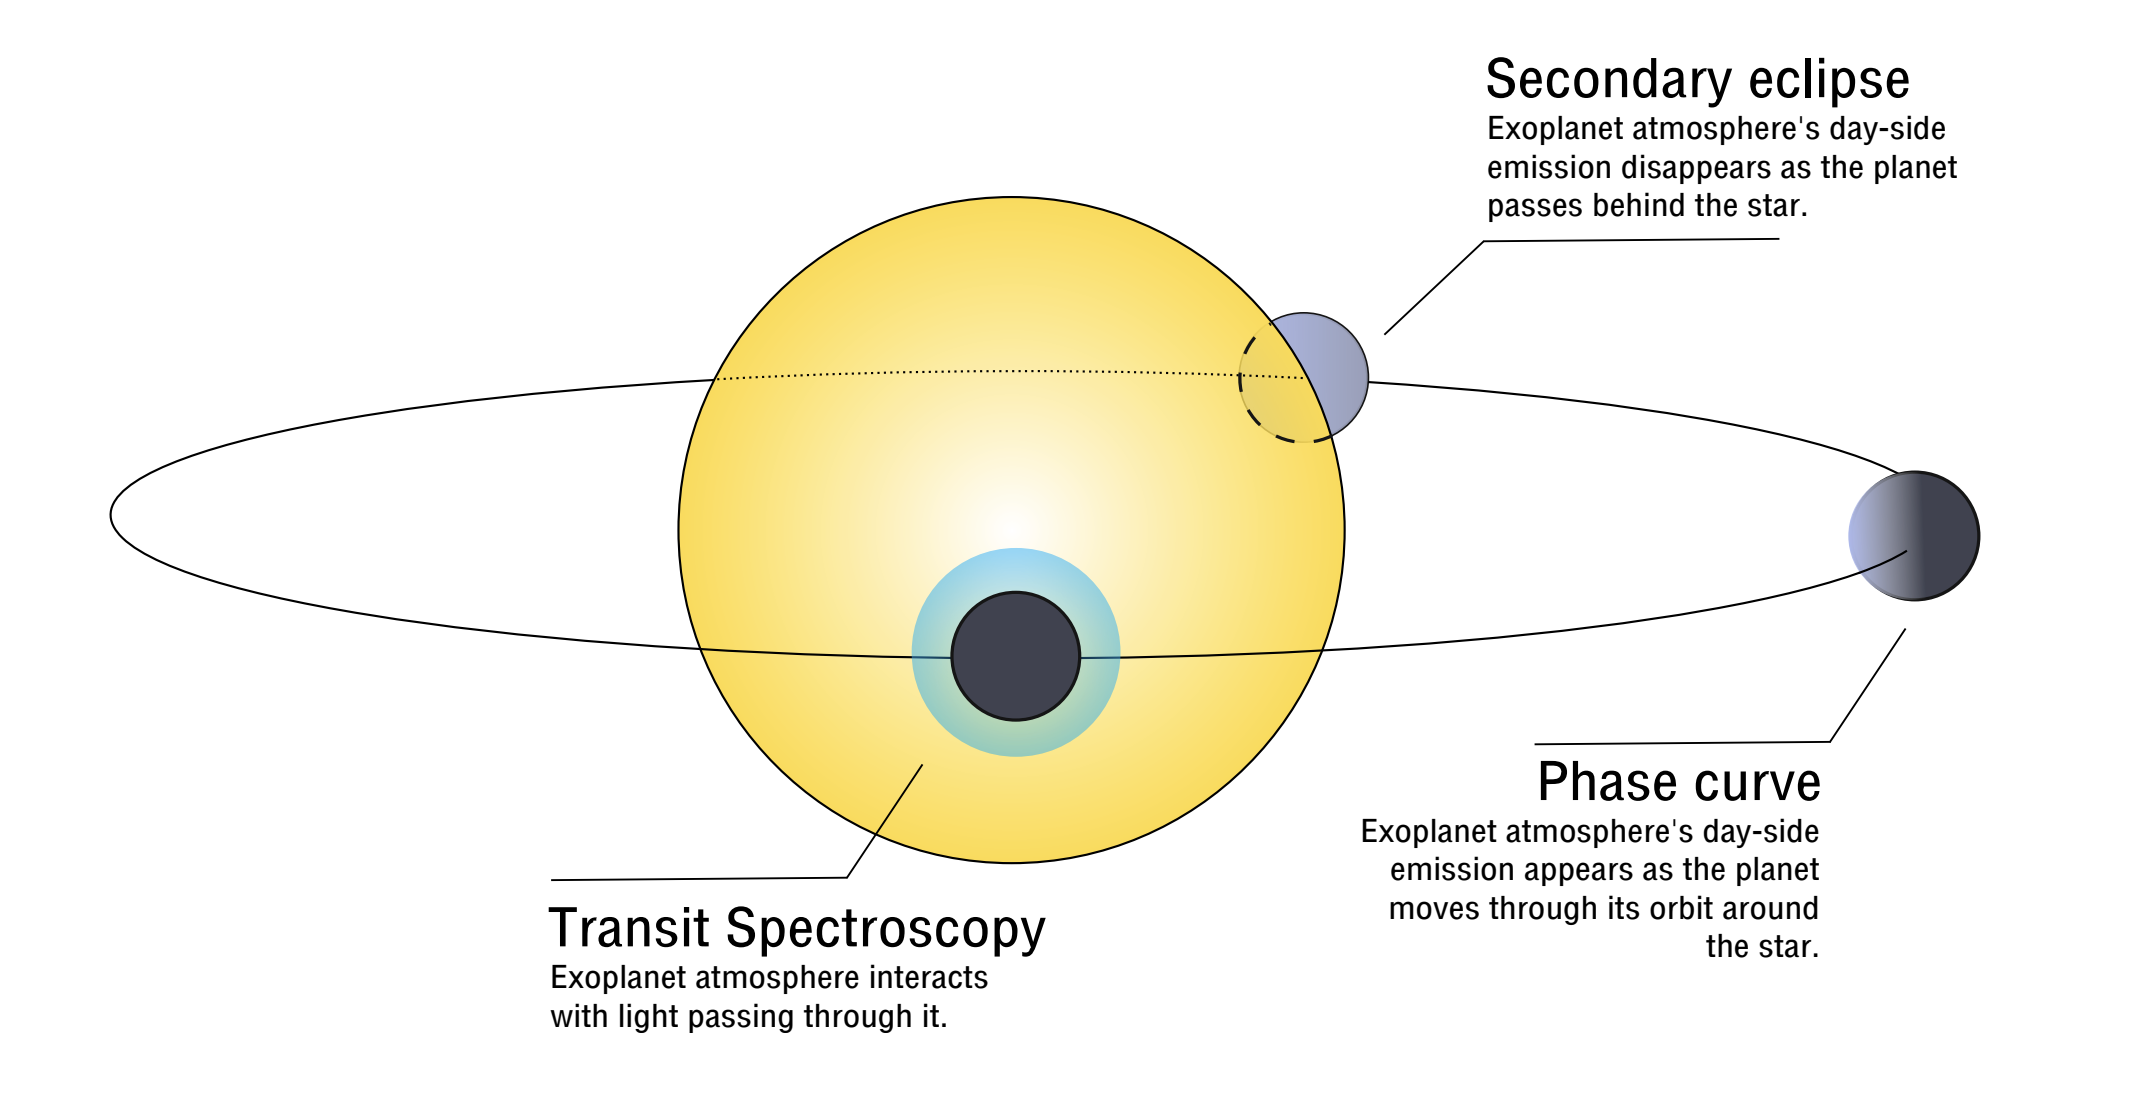 Secondary eclipse
Exoplanet atmosphere's day-side
emission disappears as the planet
passes behind the star.
Phase curve
Exoplanet atmosphere's day-side
emission appears as the planet
moves through its orbit around
the star.
Transit Spectroscopy
Exoplanet atmosphere interacts
with light passing through it.